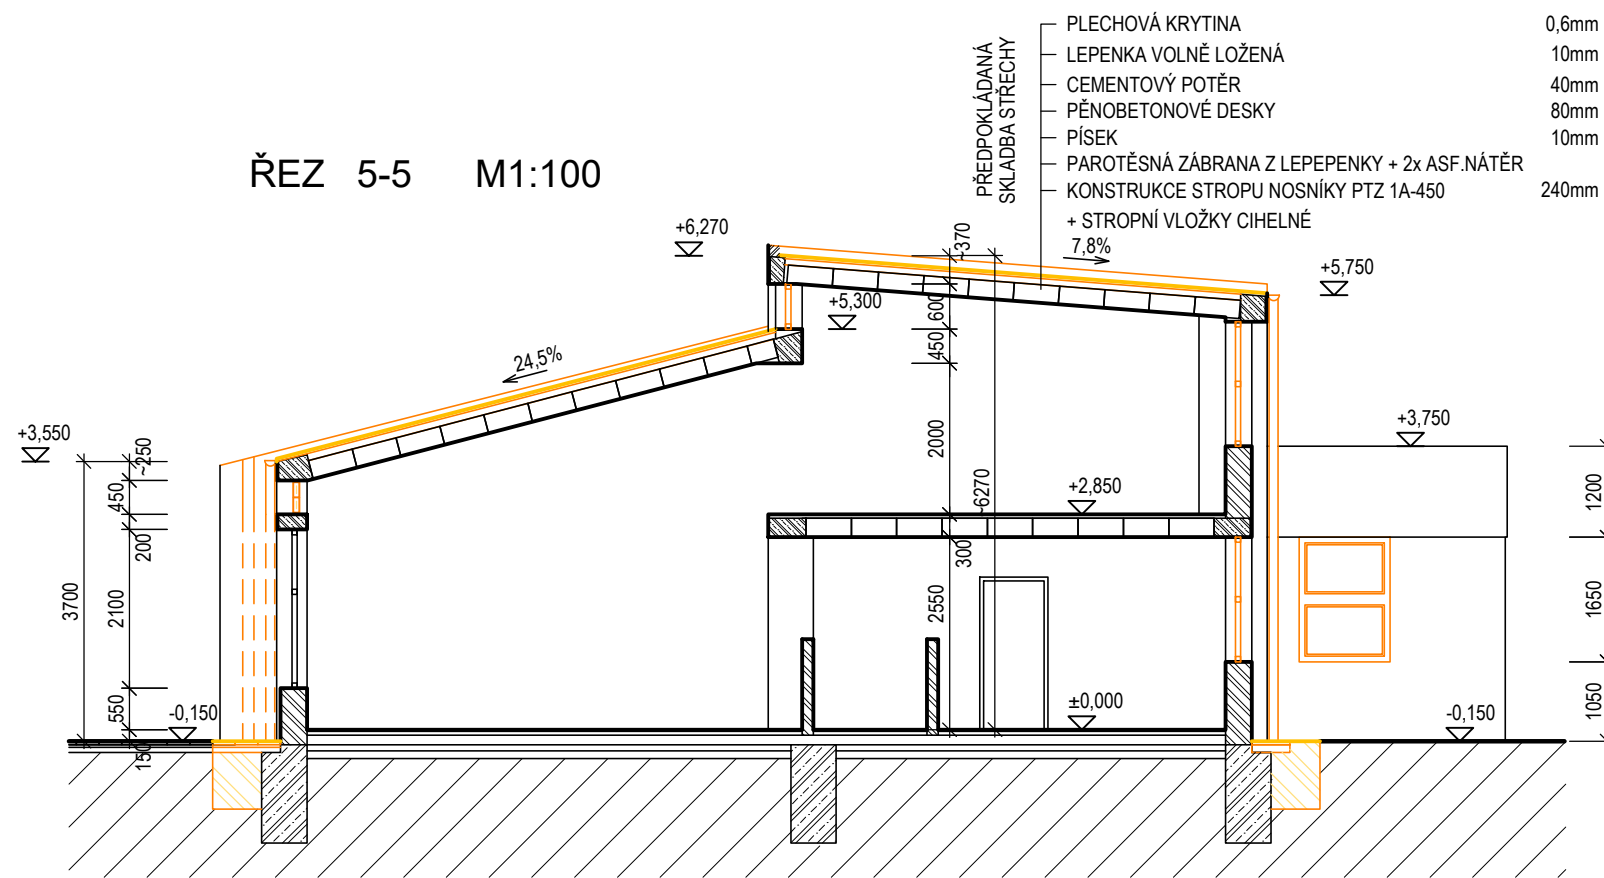 PLECHOVÁ KRYTINA 0,6mm
LEPENKA VOLNĚ LOŽENÁ 10mm
CEMENTOVÝ POTĚR 40mm
PĚNOBETONOVÉ DESKY 80mm
PÍSEK 10mm
PAROTĚSNÁ ZÁBRANA Z LEPEPENKY + 2x ASF.NÁTĚR
KONSTRUKCE STROPU NOSNÍKY PTZ 1A-450 240mm
+ STROPNÍ VLOŽKY CIHELNÉ
PŘEDPOKLÁDANÁ
SKLADBA STŘECHY
ŘEZ 5-5 M1:100
+6,270
~370
7,8%
+5,750
+5,300
600
450
24,5%
+3,550
~250
450
200
3700
2100
550
150
-0,150
2000
~6270
+2,850
300
2550
±0,000
+3,750
1200
1650
1050
-0,150